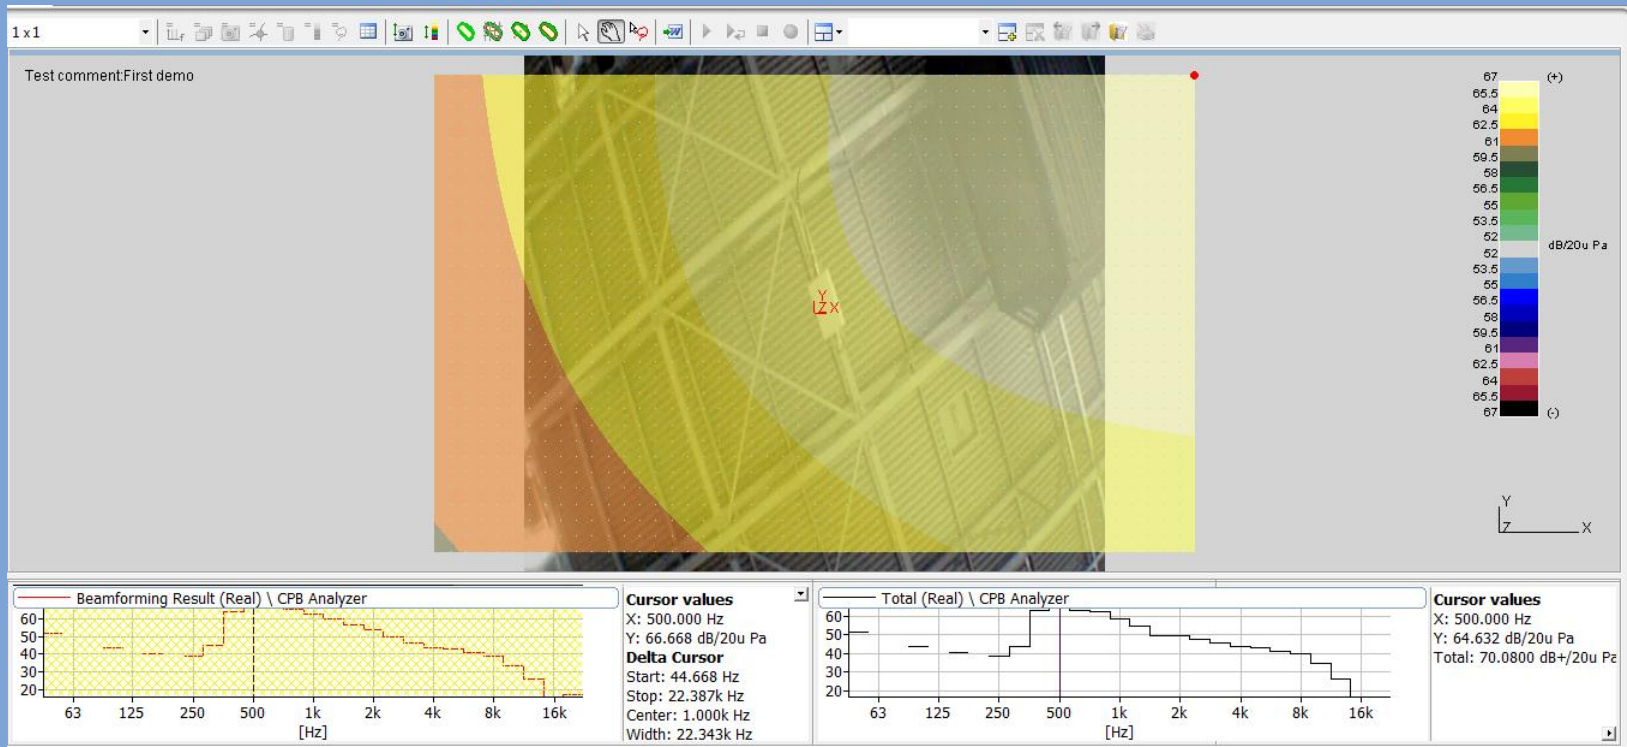 1 x1
Test comment:First demo
67 (+)
65.5
64
62.5
61
59.5
58
56.5
55
53.5
52
52
dB/20u Pa
53.5
55
56.5
58
59.5
61
62.5
64
65.5
67 (-)
Y
Z X
Y
Z X
Beamforming Result (Real) \ CPB Analyzer
60
50
40
30
20
63 125 250 500 1k 2k 4k 8k 16k
[Hz]
Cursor values
X: 500.000 Hz
Y: 66.668 dB/20u Pa
Delta Cursor
Start: 44.668 Hz
Stop: 22.387k Hz
Center: 1.000k Hz
Width: 22.343k Hz
Total (Real) \ CPB Analyzer
60
50
40
30
20
63 125 250 500 1k 2k 4k 8k 16k
[Hz]
Cursor values
X: 500.000 Hz
Y: 64.632 dB/20u Pa
Total: 70.0800 dB+/20u Pa